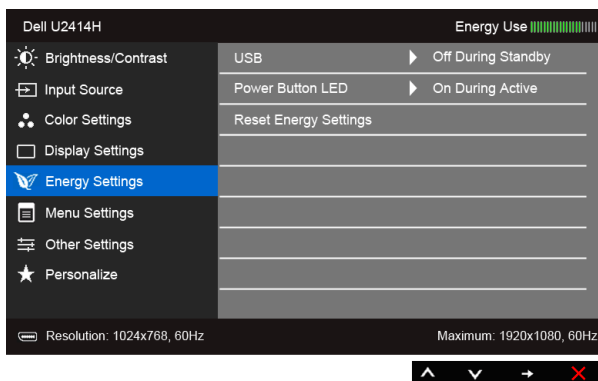 Dell U2414H Energy Use
Brightness/Contrast USB Off During Standby
Input Source Power Button LED On During Active
Color Settings Reset Energy Settings
Display Settings
Energy Settings
Menu Settings
Other Settings
Personalize
Resolution: 1024x768, 60Hz Maximum: 1920x1080, 60Hz